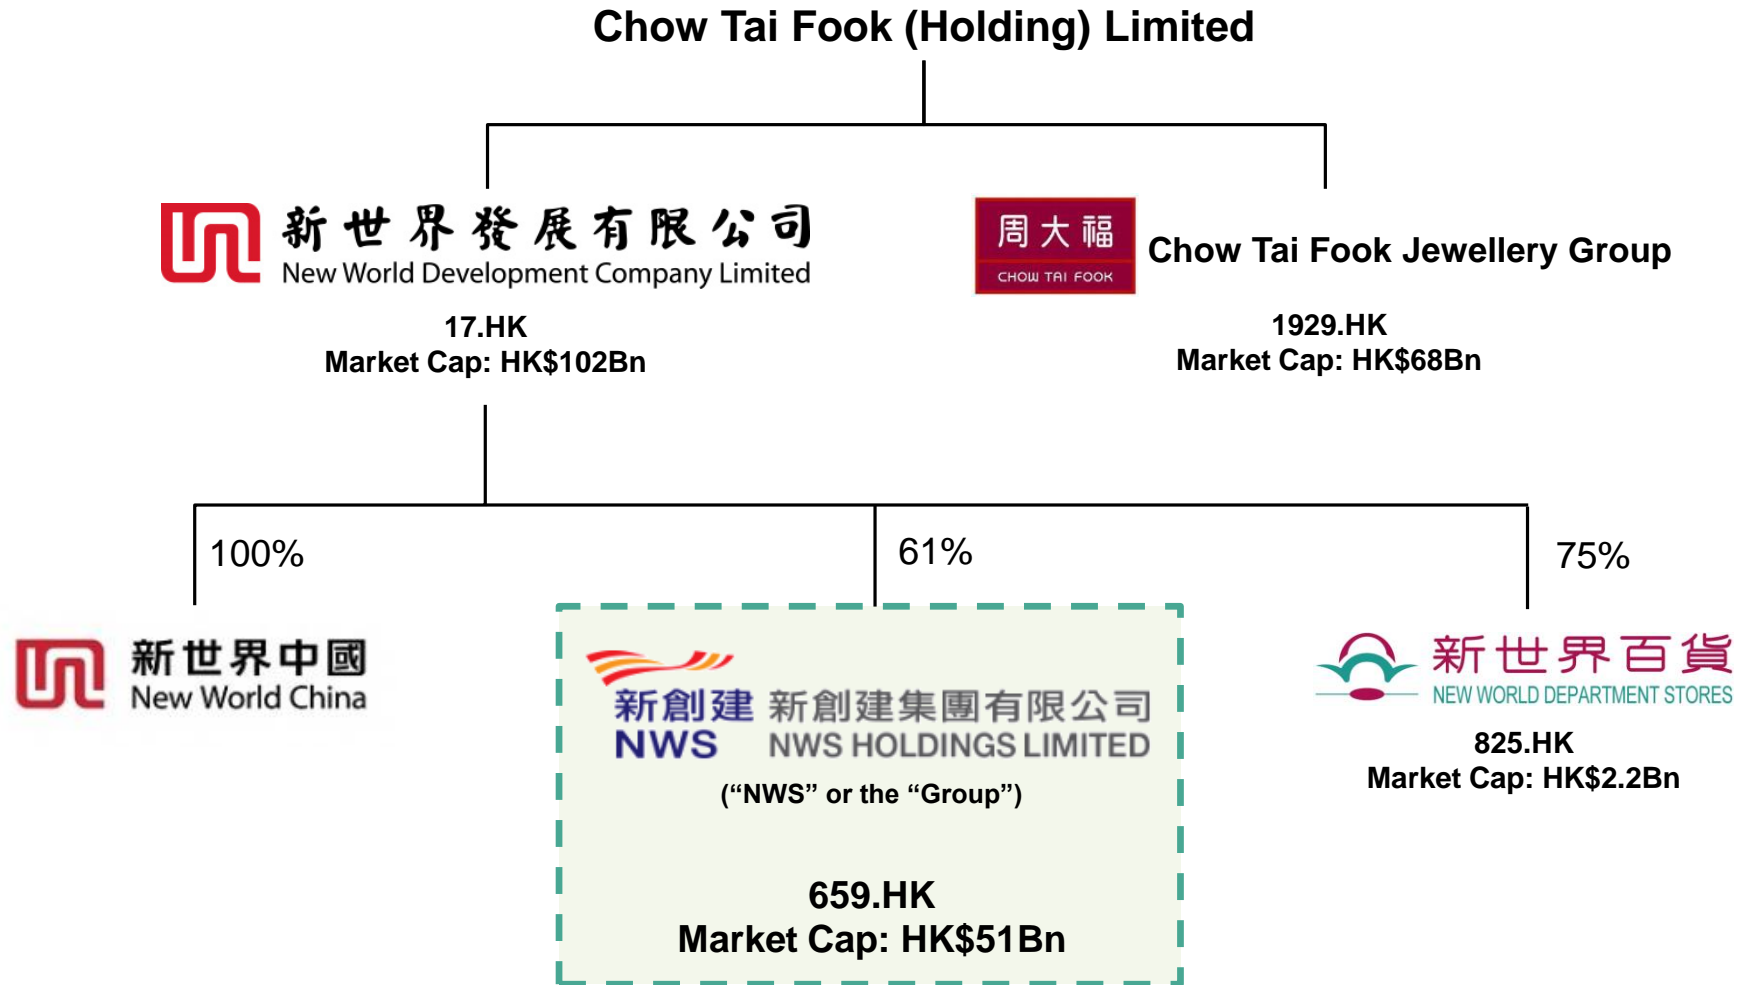 Chow Tai Fook (Holding) Limited
新世界發展有限公司
New World Development Company Limited
17.HK
Market Cap: HK$102Bn
周大福
CHOW TAI FOOK
Chow Tai Fook Jewellery Group
1929.HK
Market Cap: HK$68Bn
100%
61%
75%
新世界中國
New World China
新創建
NWS
新創建集團有限公司
NWS HOLDINGS LIMITED
(“NWS” or the “Group”)
659.HK
Market Cap: HK$51Bn
新世界百貨
NEW WORLD DEPARTMENT STORES
825.HK
Market Cap: HK$2.2Bn